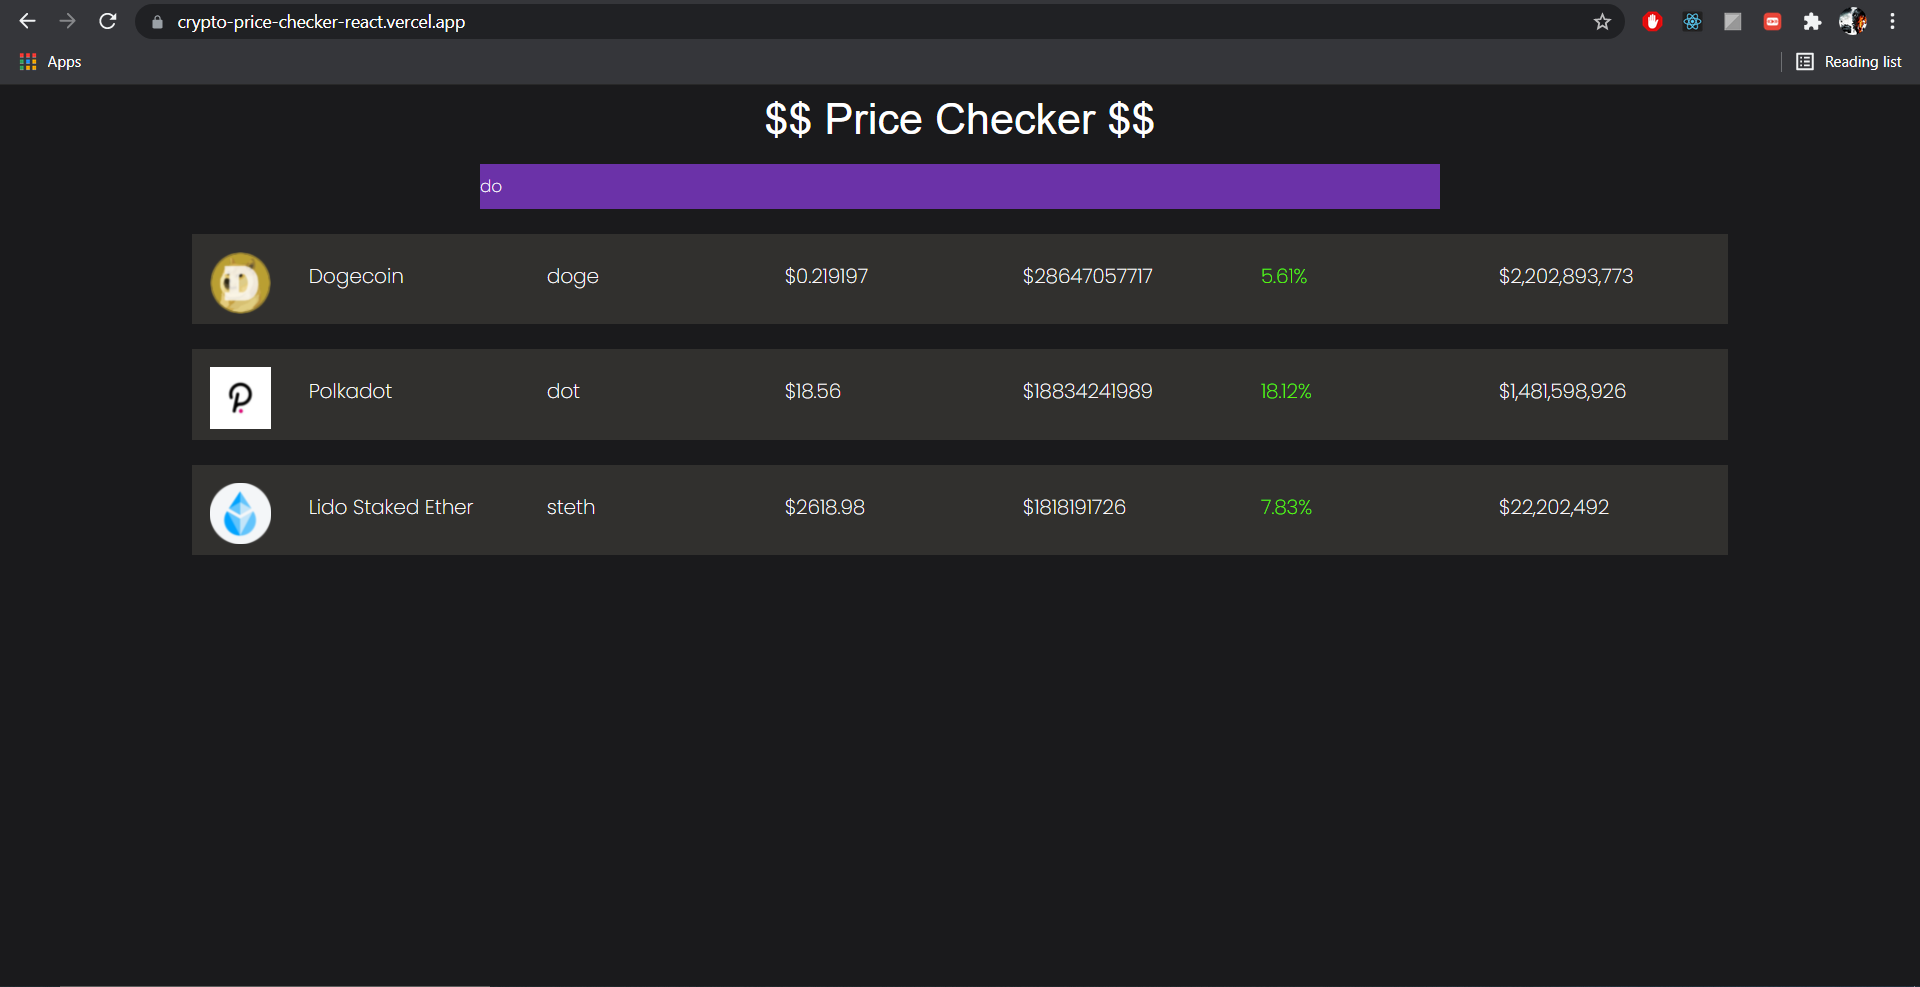 crypto-price-checker-react.vercel.app
Apps
Reading list
$$ Price Checker $$
do
Dogecoin doge $0.219197 $28647057717 5.61% $2,202,893,773
Polkadot dot $18.56 $18834241989 18.12% $1,481,598,926
Lido Staked Ether steth $2618.98 $1818191726 7.83% $22,202,492